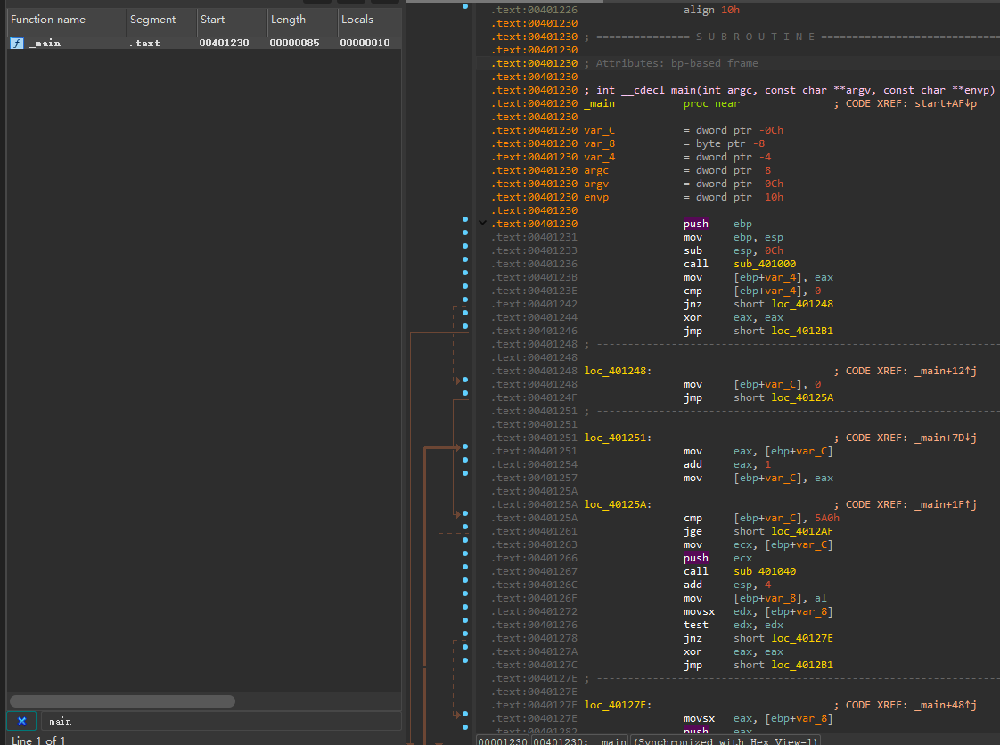 Function name Segment Start Length Locals
f _main .text 00401230 00000085 00000010
main
Line 1 of 1
.text:00401226 align 10h
.text:00401230
.text:00401230 ; =============== S U B R O U T I N E =============================
.text:00401230
.text:00401230 ; Attributes: bp-based frame
.text:00401230
.text:00401230 ; int __cdecl main(int argc, const char **argv, const char **envp)
.text:00401230 _main proc near ; CODE XREF: start+AF↓p
.text:00401230
.text:00401230 var_C = dword ptr -0Ch
.text:00401230 var_8 = byte ptr -8
.text:00401230 var_4 = dword ptr -4
.text:00401230 argc = dword ptr 8
.text:00401230 argv = dword ptr 0Ch
.text:00401230 envp = dword ptr 10h
.text:00401230
.text:00401230 push ebp
.text:00401231 mov ebp, esp
.text:00401233 sub esp, 0Ch
.text:00401236 call sub_401000
.text:0040123B mov [ebp+var_4], eax
.text:0040123E cmp [ebp+var_4], 0
.text:00401242 jnz short loc_401248
.text:00401244 xor eax, eax
.text:00401246 jmp short loc_4012B1
.text:00401248 ; ---------------------------------------------------------------
.text:00401248
.text:00401248 loc_401248: ; CODE XREF: _main+12↑j
.text:00401248 mov [ebp+var_C], 0
.text:0040124F jmp short loc_40125A
.text:00401251 ; ---------------------------------------------------------------
.text:00401251
.text:00401251 loc_401251: ; CODE XREF: _main+7D↓j
.text:00401251 mov eax, [ebp+var_C]
.text:00401254 add eax, 1
.text:00401257 mov [ebp+var_C], eax
.text:0040125A
.text:0040125A loc_40125A: ; CODE XREF: _main+1F↑j
.text:0040125A cmp [ebp+var_C], 5A0h
.text:00401261 jge short loc_4012AF
.text:00401263 mov ecx, [ebp+var_C]
.text:00401266 push ecx
.text:00401267 call sub_401040
.text:0040126C add esp, 4
.text:0040126F mov [ebp+var_8], al
.text:00401272 movsx edx, [ebp+var_8]
.text:00401276 test edx, edx
.text:00401278 jnz short loc_40127E
.text:0040127A xor eax, eax
.text:0040127C jmp short loc_4012B1
.text:0040127E ; ---------------------------------------------------------------
.text:0040127E
.text:0040127E loc_40127E: ; CODE XREF: _main+48↑j
.text:0040127E movsx eax, [ebp+var_8]
.text:00401282 push eax
00001230 00401230: _main (Synchronized with Hex View-1)